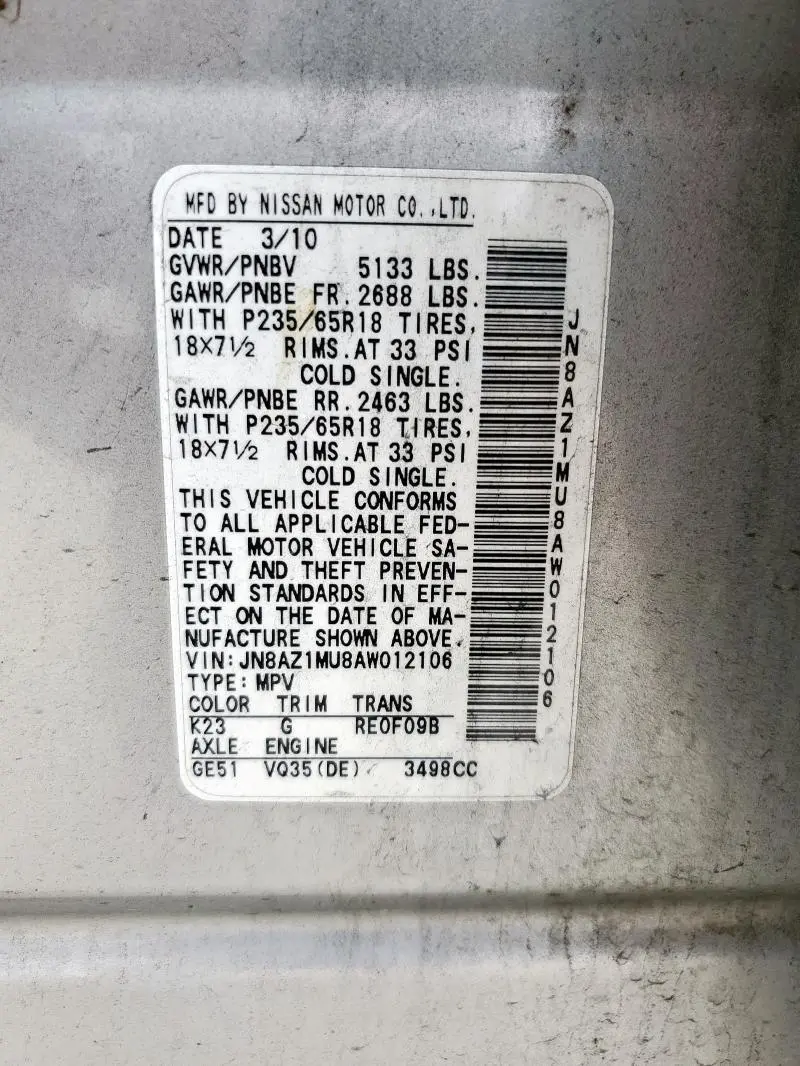 MFD BY NISSAN MOTOR CO.,LTD.
DATE 3/10
GVWR/PNBV 5133 LBS.
GAWR/PNBE FR. 2688 LBS.
WITH P235/65R18 TIRES,
18X7½ RIMS. AT 33 PSI
COLD SINGLE.
GAWR/PNBE RR. 2463 LBS.
WITH P235/65R18 TIRES,
18X7½ RIMS. AT 33 PSI
COLD SINGLE.
THIS VEHICLE CONFORMS
TO ALL APPLICABLE FED-
ERAL MOTOR VEHICLE SA-
FETY AND THEFT PREVEN-
TION STANDARDS IN EFF-
ECT ON THE DATE OF MA-
NUFACTURE SHOWN ABOVE.
VIN: JN8AZ1MU8AW012106
TYPE: MPV
COLOR TRIM TRANS
K23 G RE0F09B
AXLE ENGINE
GE51 VQ35(DE) 3498CC
JN8AZ1MU8AW012106